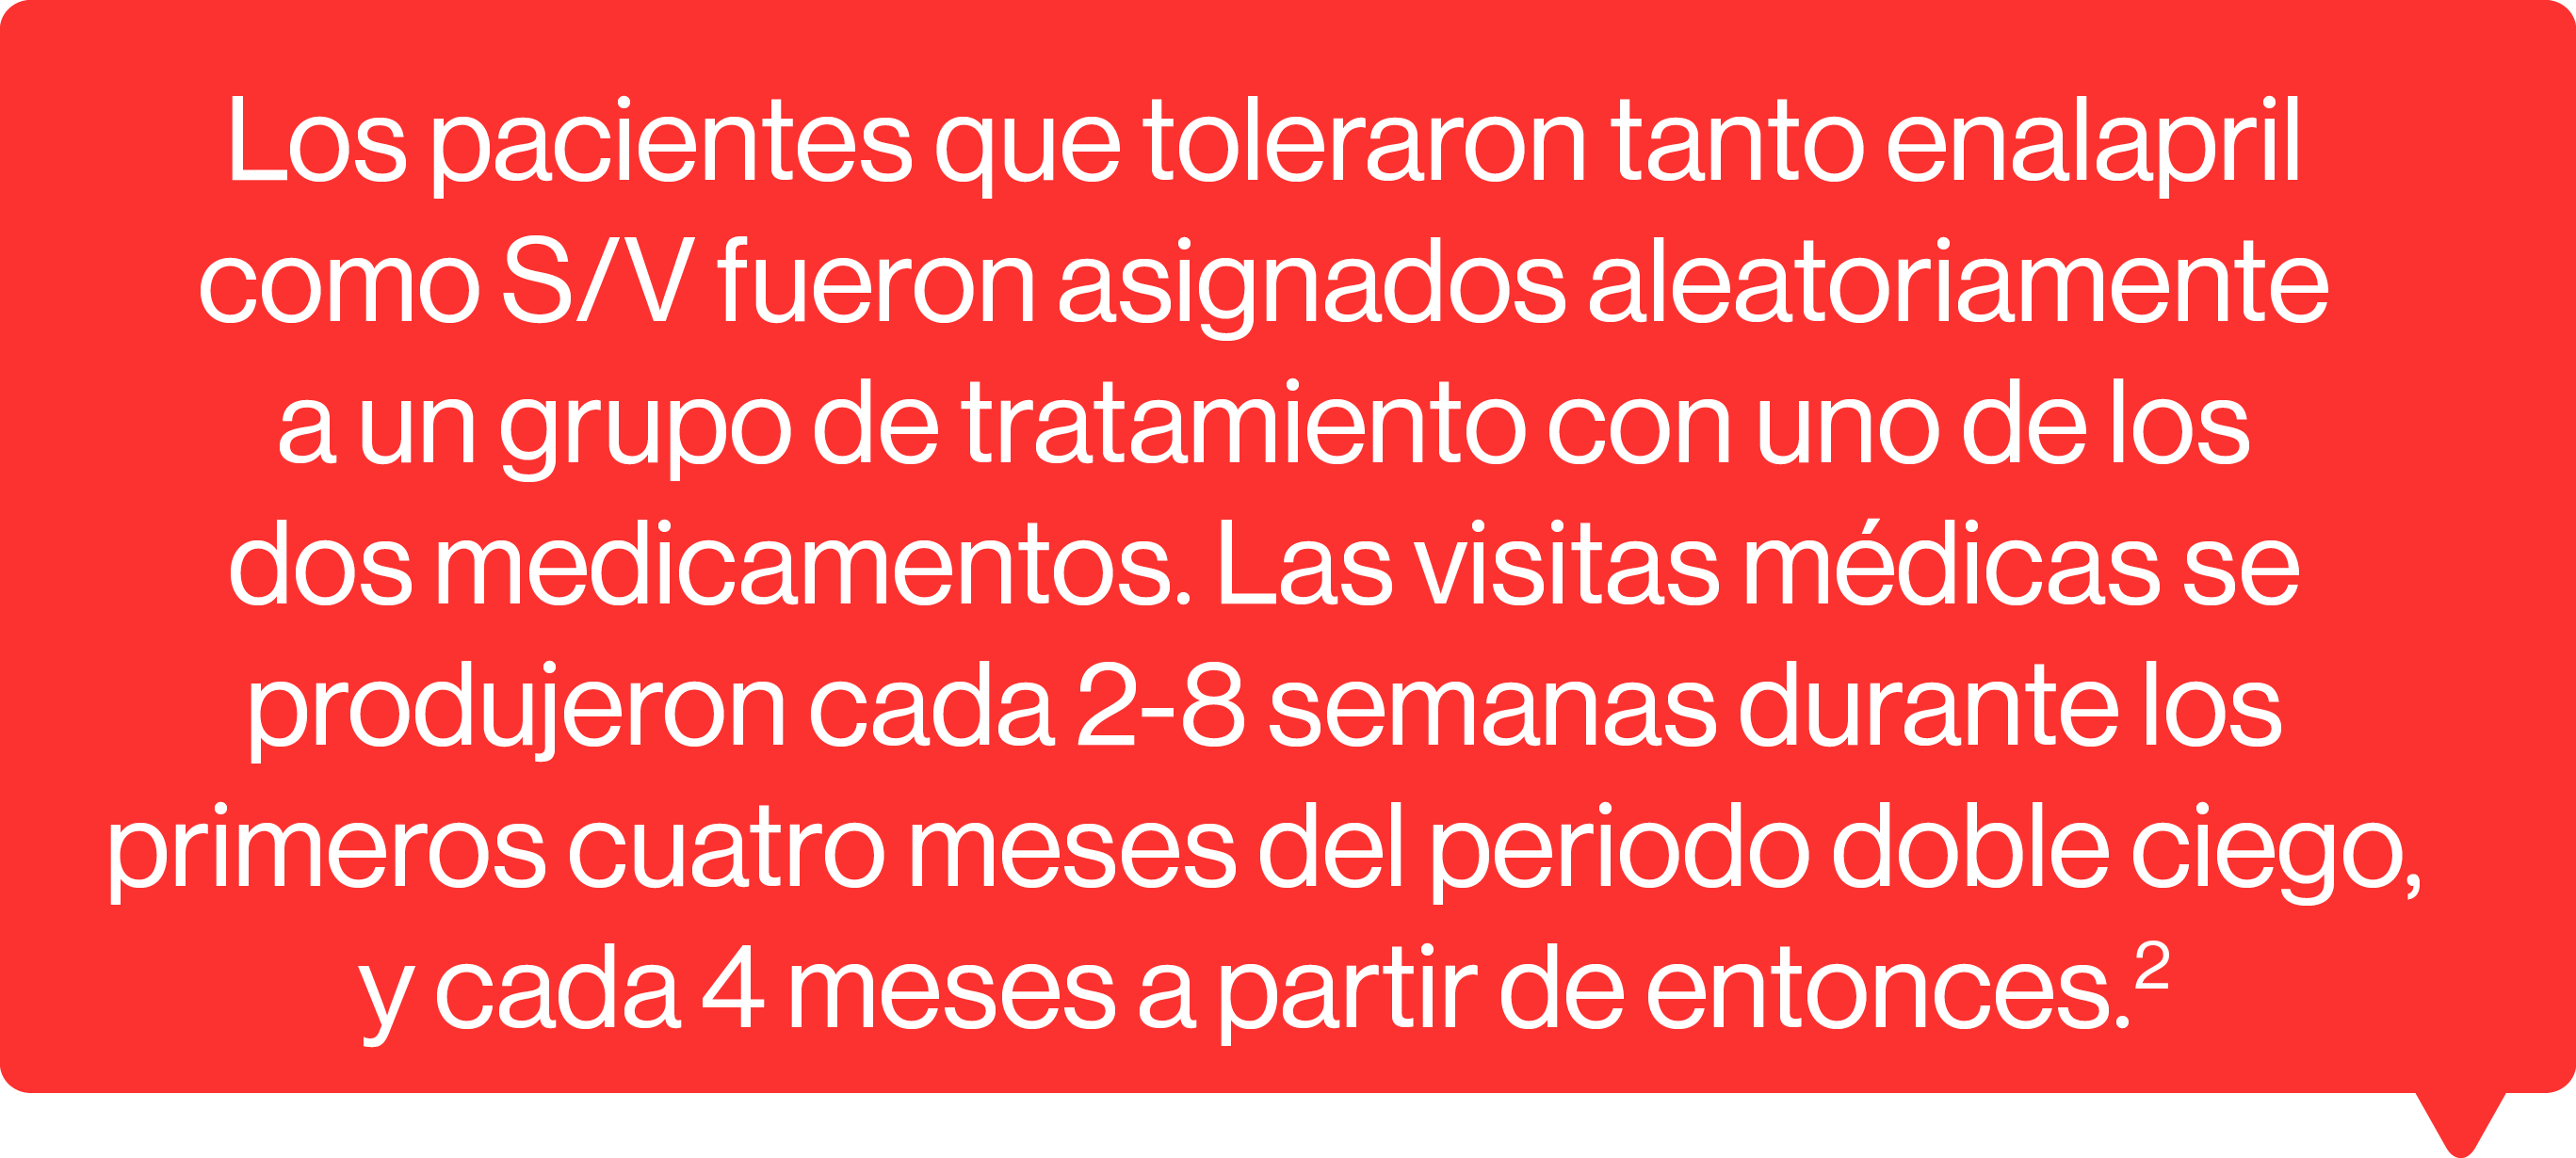 Los pacientes que toleraron tanto enalapril
como S/V fueron asignados aleatoriamente
a un grupo de tratamiento con uno de los
dos medicamentos. Las visitas médicas se
produjeron cada 2-8 semanas durante los
primeros cuatro meses del periodo doble ciego,
y cada 4 meses a partir de entonces.²